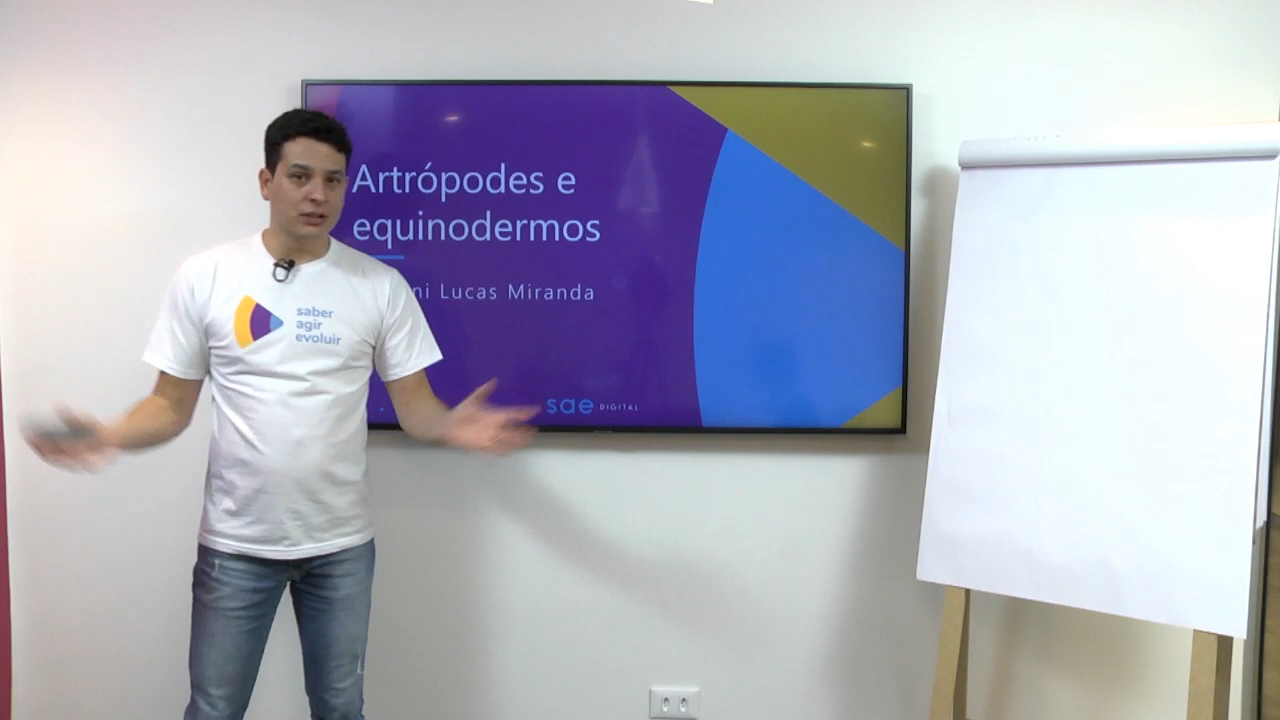 Artrópodes e
equinodermos
Lucas Miranda
saber
agir
evoluir
sae DIGITAL